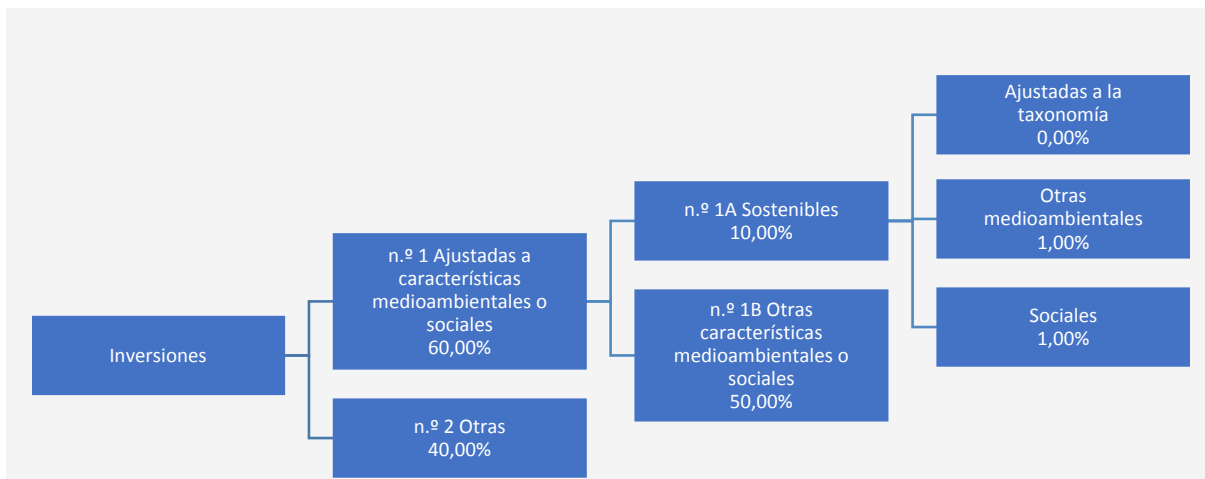 Inversiones
n.º 1 Ajustadas a
características
medioambientales o
sociales
60,00%
n.º 2 Otras
40,00%
n.º 1A Sostenibles
10,00%
n.º 1B Otras
características
medioambientales o
sociales
50,00%
Ajustadas a la
taxonomía
0,00%
Otras
medioambientales
1,00%
Sociales
1,00%